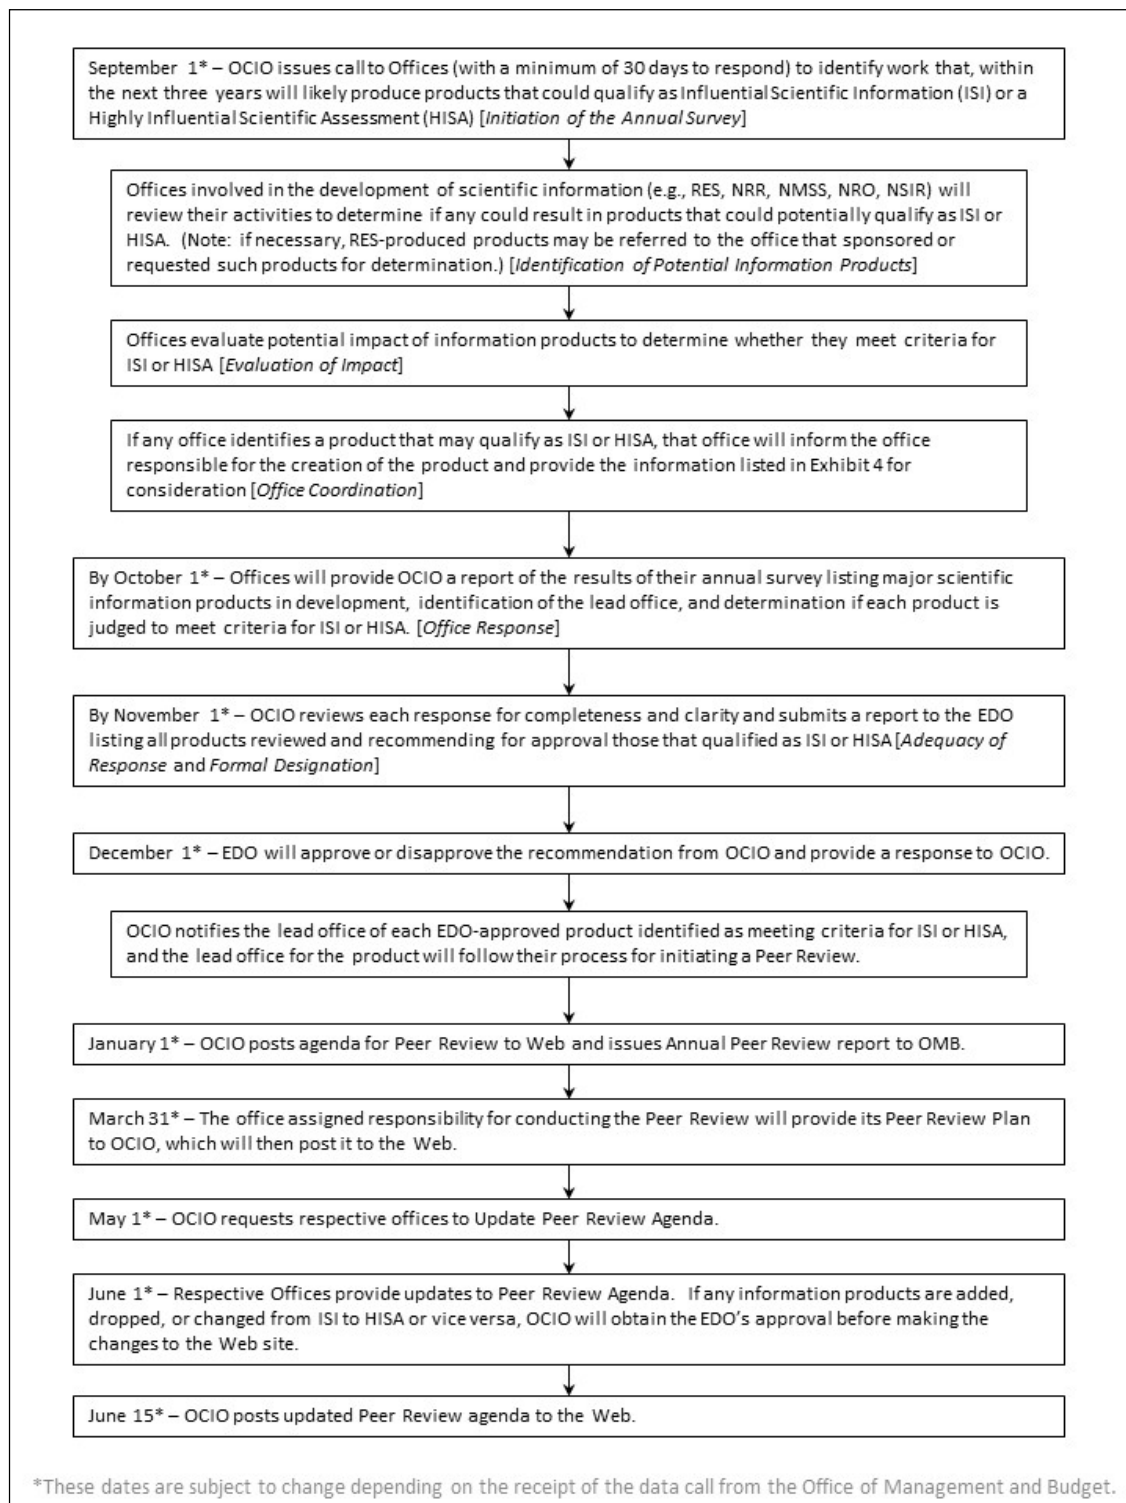 September 1* – OCIO issues call to Offices (with a minimum of 30 days to respond) to identify work that, within
the next three years will likely produce products that could qualify as Influential Scientific Information (ISI) or a
Highly Influential Scientific Assessment (HISA) [Initiation of the Annual Survey]
Offices involved in the development of scientific information (e.g., RES, NRR, NMSS, NRO, NSIR) will
review their activities to determine if any could result in products that could potentially qualify as ISI or
HISA. (Note: if necessary, RES-produced products may be referred to the office that sponsored or
requested such products for determination.) [Identification of Potential Information Products]
Offices evaluate potential impact of information products to determine whether they meet criteria for
ISI or HISA [Evaluation of Impact]
If any office identifies a product that may qualify as ISI or HISA, that office will inform the office
responsible for the creation of the product and provide the information listed in Exhibit 4 for
consideration [Office Coordination]
By October 1* – Offices will provide OCIO a report of the results of their annual survey listing major scientific
information products in development, identification of the lead office, and determination if each product is
judged to meet criteria for ISI or HISA. [Office Response]
By November 1* – OCIO reviews each response for completeness and clarity and submits a report to the EDO
listing all products reviewed and recommending for approval those that qualified as ISI or HISA [Adequacy of
Response and Formal Designation]
December 1* – EDO will approve or disapprove the recommendation from OCIO and provide a response to OCIO.
OCIO notifies the lead office of each EDO-approved product identified as meeting criteria for ISI or HISA,
and the lead office for the product will follow their process for initiating a Peer Review.
January 1* – OCIO posts agenda for Peer Review to Web and issues Annual Peer Review report to OMB.
March 31* – The office assigned responsibility for conducting the Peer Review will provide its Peer Review Plan
to OCIO, which will then post it to the Web.
May 1* – OCIO requests respective offices to Update Peer Review Agenda.
June 1* – Respective Offices provide updates to Peer Review Agenda. If any information products are added,
dropped, or changed from ISI to HISA or vice versa, OCIO will obtain the EDO’s approval before making the
changes to the Web site.
June 15* – OCIO posts updated Peer Review agenda to the Web.
*These dates are subject to change depending on the receipt of the data call from the Office of Management and Budget.